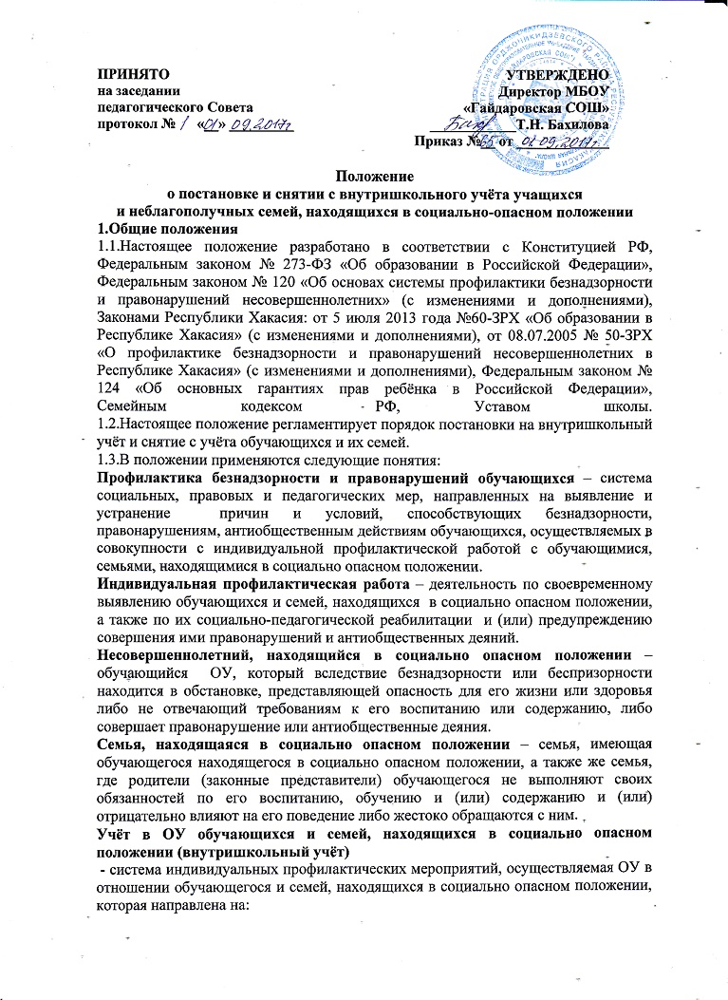 ПРИНЯТО УТВЕРЖДЕНО
на заседании Директор МБОУ
педагогического Совета «Гайдаровская СОШ»
протокол № 1 «01» 09.2017г Т.Н. Бахилова
Приказ № 65 от 01.09.2017г
Положение
о постановке и снятии с внутришкольного учёта учащихся
и неблагополучных семей, находящихся в социально-опасном положении
1.Общие положения
1.1.Настоящее положение разработано в соответствии с Конституцией РФ,
Федеральным законом № 273-ФЗ «Об образовании в Российской Федерации»,
Федеральным законом № 120 «Об основах системы профилактики безнадзорности
и правонарушений несовершеннолетних» (с изменениями и дополнениями),
Законами Республики Хакасия: от 5 июля 2013 года №60-ЗРХ «Об образовании в
Республике Хакасия» (с изменениями и дополнениями), от 08.07.2005 № 50-ЗРХ
«О профилактике безнадзорности и правонарушений несовершеннолетних в
Республике Хакасия» (с изменениями и дополнениями), Федеральным законом №
124 «Об основных гарантиях прав ребёнка в Российской Федерации»,
Семейным кодексом РФ, Уставом школы.
1.2.Настоящее положение регламентирует порядок постановки на внутришкольный
учёт и снятие с учёта обучающихся и их семей.
1.3.В положении применяются следующие понятия:
Профилактика безнадзорности и правонарушений обучающихся – система
социальных, правовых и педагогических мер, направленных на выявление и
устранение причин и условий, способствующих безнадзорности,
правонарушениям, антиобщественным действиям обучающихся, осуществляемых в
совокупности с индивидуальной профилактической работой с обучающимися,
семьями, находящимися в социально опасном положении.
Индивидуальная профилактическая работа – деятельность по своевременному
выявлению обучающихся и семей, находящихся в социально опасном положении,
а также по их социально-педагогической реабилитации и (или) предупреждению
совершения ими правонарушений и антиобщественных деяний.
Несовершеннолетний, находящийся в социально опасном положении –
обучающийся ОУ, который вследствие безнадзорности или беспризорности
находится в обстановке, представляющей опасность для его жизни или здоровья
либо не отвечающий требованиям к его воспитанию или содержанию, либо
совершает правонарушение или антиобщественные деяния.
Семья, находящаяся в социально опасном положении – семья, имеющая
обучающегося находящегося в социально опасном положении, а также же семья,
где родители (законные представители) обучающегося не выполняют своих
обязанностей по его воспитанию, обучению и (или) содержанию и (или)
отрицательно влияют на его поведение либо жестоко обращаются с ним.
Учёт в ОУ обучающихся и семей, находящихся в социально опасном
положении (внутришкольный учёт)
- система индивидуальных профилактических мероприятий, осуществляемая ОУ в
отношении обучающегося и семей, находящихся в социально опасном положении,
которая направлена на: